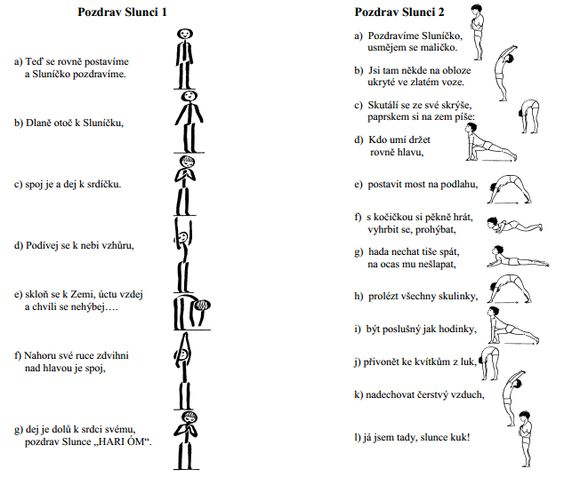 Pozdrav Slunci 1
a) Teď se rovně postavíme
a Sluníčko pozdravíme.
b) Dlaně otoč k Sluníčku,
c) spoj je a dej k srdíčku.
d) Podívej se k nebi vzhůru,
e) skloň se k Zemi, úctu vzdej
a chvíli se nehýbej….
f) Nahoru své ruce zdvihni
nad hlavou je spoj,
g) dej je dolů k srdci svému,
pozdrav Slunce „HARI ÓM“.
Pozdrav Slunci 2
a) Pozdravíme Sluníčko,
usmějem se maličko.
b) Jsi tam někde na obloze
ukryté ve zlatém voze.
c) Skutálí se ze své skrýše,
paprskem si na zem píše:
d) Kdo umí držet
rovně hlavu,
e) postavit most na podlahu,
f) s kočičkou si pěkně hrát,
vyhrbit se, prohýbat,
g) hada nechat tiše spát,
na ocas mu nešlapat,
h) prolézt všechny skulinky,
i) být poslušný jak hodinky,
j) přivonět ke kvítkům z luk,
k) nadechovat čerstvý vzduch,
l) já jsem tady, slunce kuk!